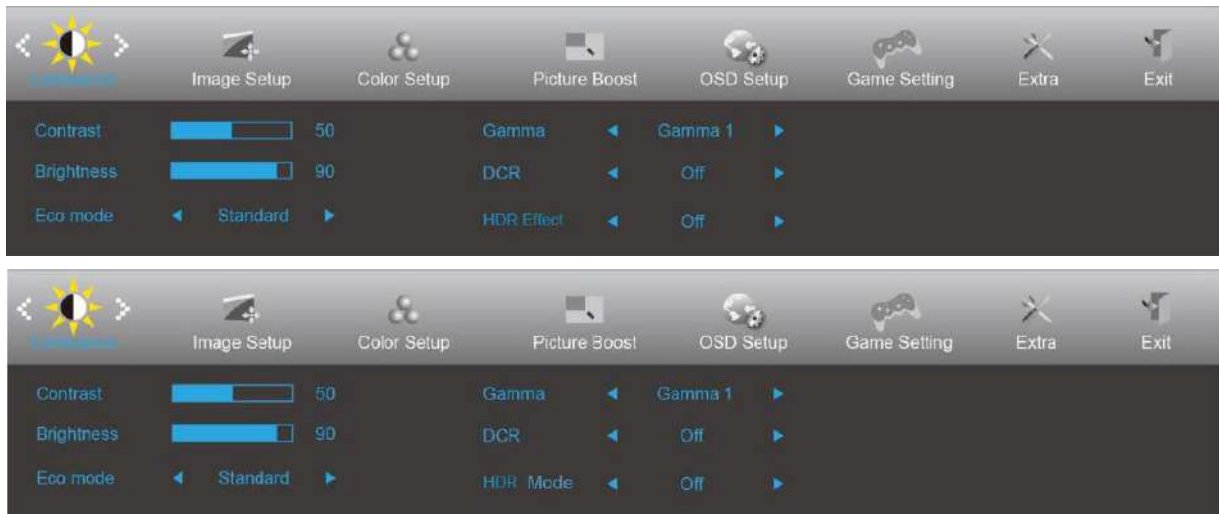 Image Setup Color Setup Picture Boost OSD Setup Game Setting Extra Exit
Contrast 50 Gamma Gamma 1
Brightness 90 DCR Off
Eco mode Standard HDR Effect Off
Image Setup Color Setup Picture Boost OSD Setup Game Setting Extra Exit
Contrast 50 Gamma Gamma 1
Brightness 90 DCR Off
Eco mode Standard HDR Mode Off